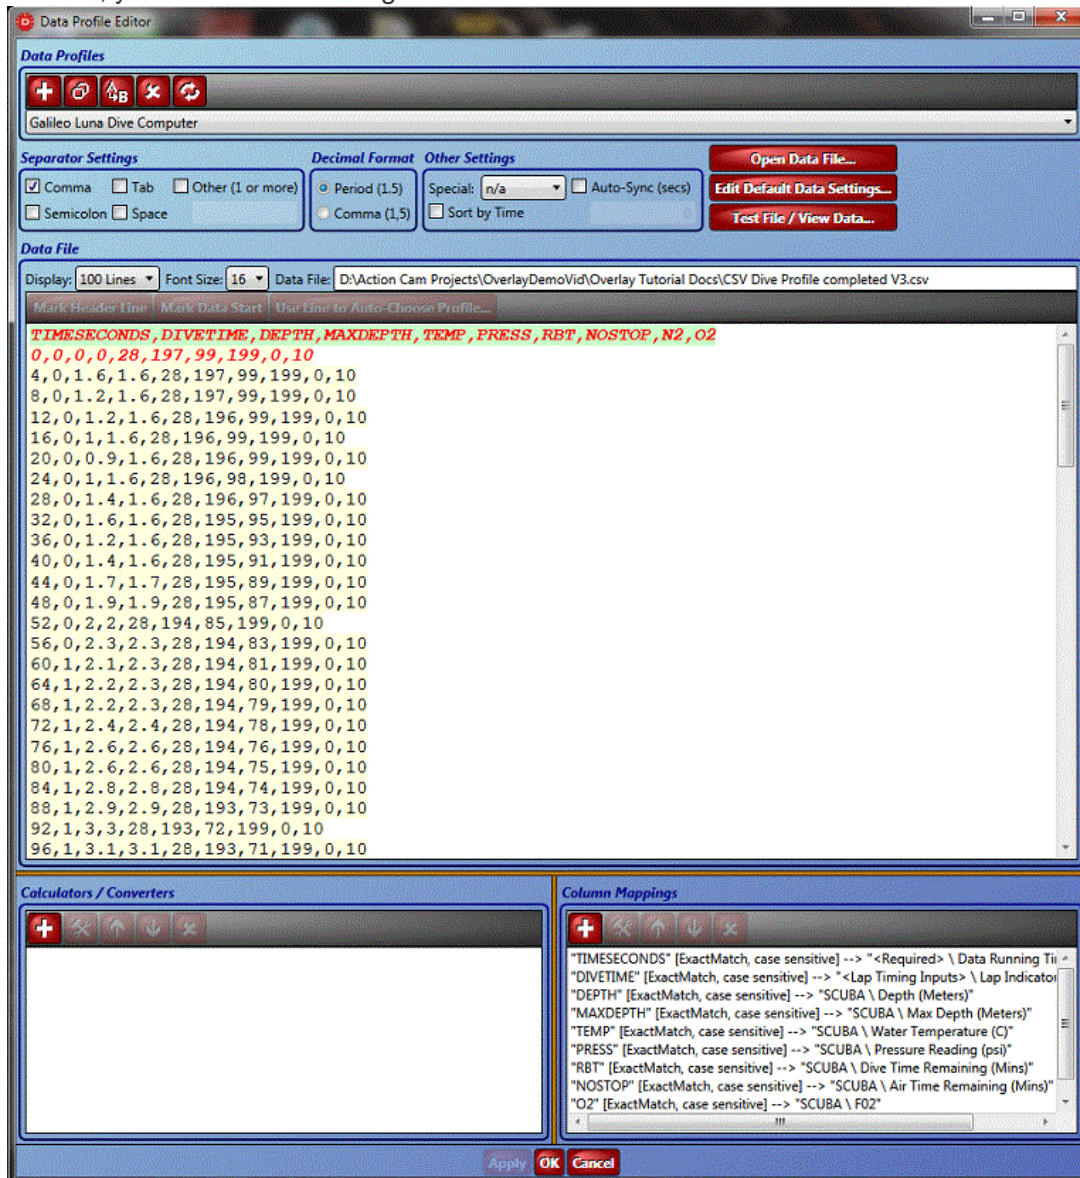 Data Profile Editor
Data Profiles
Galileo Luna Dive Computer
Separator Settings
Comma Tab Other (1 or more)
Semicolon Space
Decimal Format
Period (1.5)
Comma (1,5)
Other Settings
Special: n/a Auto-Sync (secs)
Sort by Time 0
Open Data File...
Edit Default Data Settings...
Test File / View Data...
Data File
Display: 100 Lines Font Size: 16 Data File: D:\Action Cam Projects\OverlayDemoVid\Overlay Tutorial Docs\CSV Dive Profile completed V3.csv
Mark Header Line Mark Data Start Use Line to Auto-Choose Profile...
TIMESECONDS,DIVETIME,DEPTH,MAXDEPTH,TEMP,PRESS,RBT,NOSTOP,N2,O2
0,0,0,0,28,197,99,199,0,10
4,0,1.6,1.6,28,197,99,199,0,10
8,0,1.2,1.6,28,197,99,199,0,10
12,0,1.2,1.6,28,196,99,199,0,10
16,0,1,1.6,28,196,99,199,0,10
20,0,0.9,1.6,28,196,99,199,0,10
24,0,1,1.6,28,196,98,199,0,10
28,0,1.4,1.6,28,196,97,199,0,10
32,0,1.6,1.6,28,195,95,199,0,10
36,0,1.2,1.6,28,195,93,199,0,10
40,0,1.4,1.6,28,195,91,199,0,10
44,0,1.7,1.7,28,195,89,199,0,10
48,0,1.9,1.9,28,195,87,199,0,10
52,0,2,2,28,194,85,199,0,10
56,0,2.3,2.3,28,194,83,199,0,10
60,1,2.1,2.3,28,194,81,199,0,10
64,1,2.2,2.3,28,194,80,199,0,10
68,1,2.2,2.3,28,194,79,199,0,10
72,1,2.4,2.4,28,194,78,199,0,10
76,1,2.6,2.6,28,194,76,199,0,10
80,1,2.6,2.6,28,194,75,199,0,10
84,1,2.8,2.8,28,194,74,199,0,10
88,1,2.9,2.9,28,193,73,199,0,10
92,1,3,3,28,193,72,199,0,10
96,1,3.1,3.1,28,193,71,199,0,10
Calculators / Converters
Column Mappings
"TIMESECONDS" [ExactMatch, case sensitive] --> "<Required> \ Data Running Ti
"DIVETIME" [ExactMatch, case sensitive] --> "<Lap Timing Inputs> \ Lap Indicator
"DEPTH" [ExactMatch, case sensitive] --> "SCUBA \ Depth (Meters)"
"MAXDEPTH" [ExactMatch, case sensitive] --> "SCUBA \ Max Depth (Meters)"
"TEMP" [ExactMatch, case sensitive] --> "SCUBA \ Water Temperature (C)"
"PRESS" [ExactMatch, case sensitive] --> "SCUBA \ Pressure Reading (psi)"
"RBT" [ExactMatch, case sensitive] --> "SCUBA \ Dive Time Remaining (Mins)"
"NOSTOP" [ExactMatch, case sensitive] --> "SCUBA \ Air Time Remaining (Mins)"
"O2" [ExactMatch, case sensitive] --> "SCUBA \ F02"
Apply OK Cancel